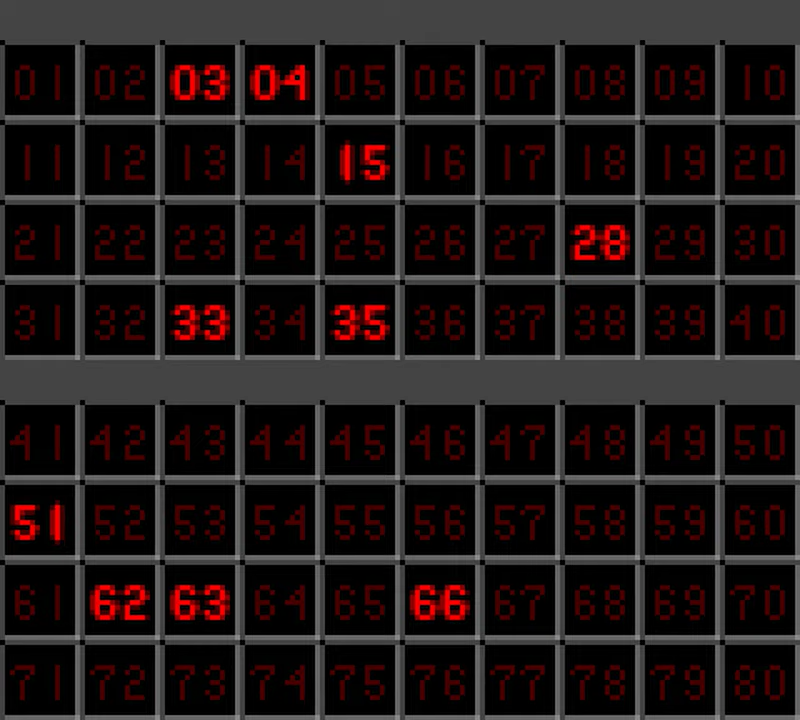 01 02 03 04 05 06 07 08 09 10
11 12 13 14 15 16 17 18 19 20
21 22 23 24 25 26 27 28 29 30
31 32 33 34 35 36 37 38 39 40
41 42 43 44 45 46 47 48 49 50
51 52 53 54 55 56 57 58 59 60
61 62 63 64 65 66 67 68 69 70
71 72 73 74 75 76 77 78 79 80